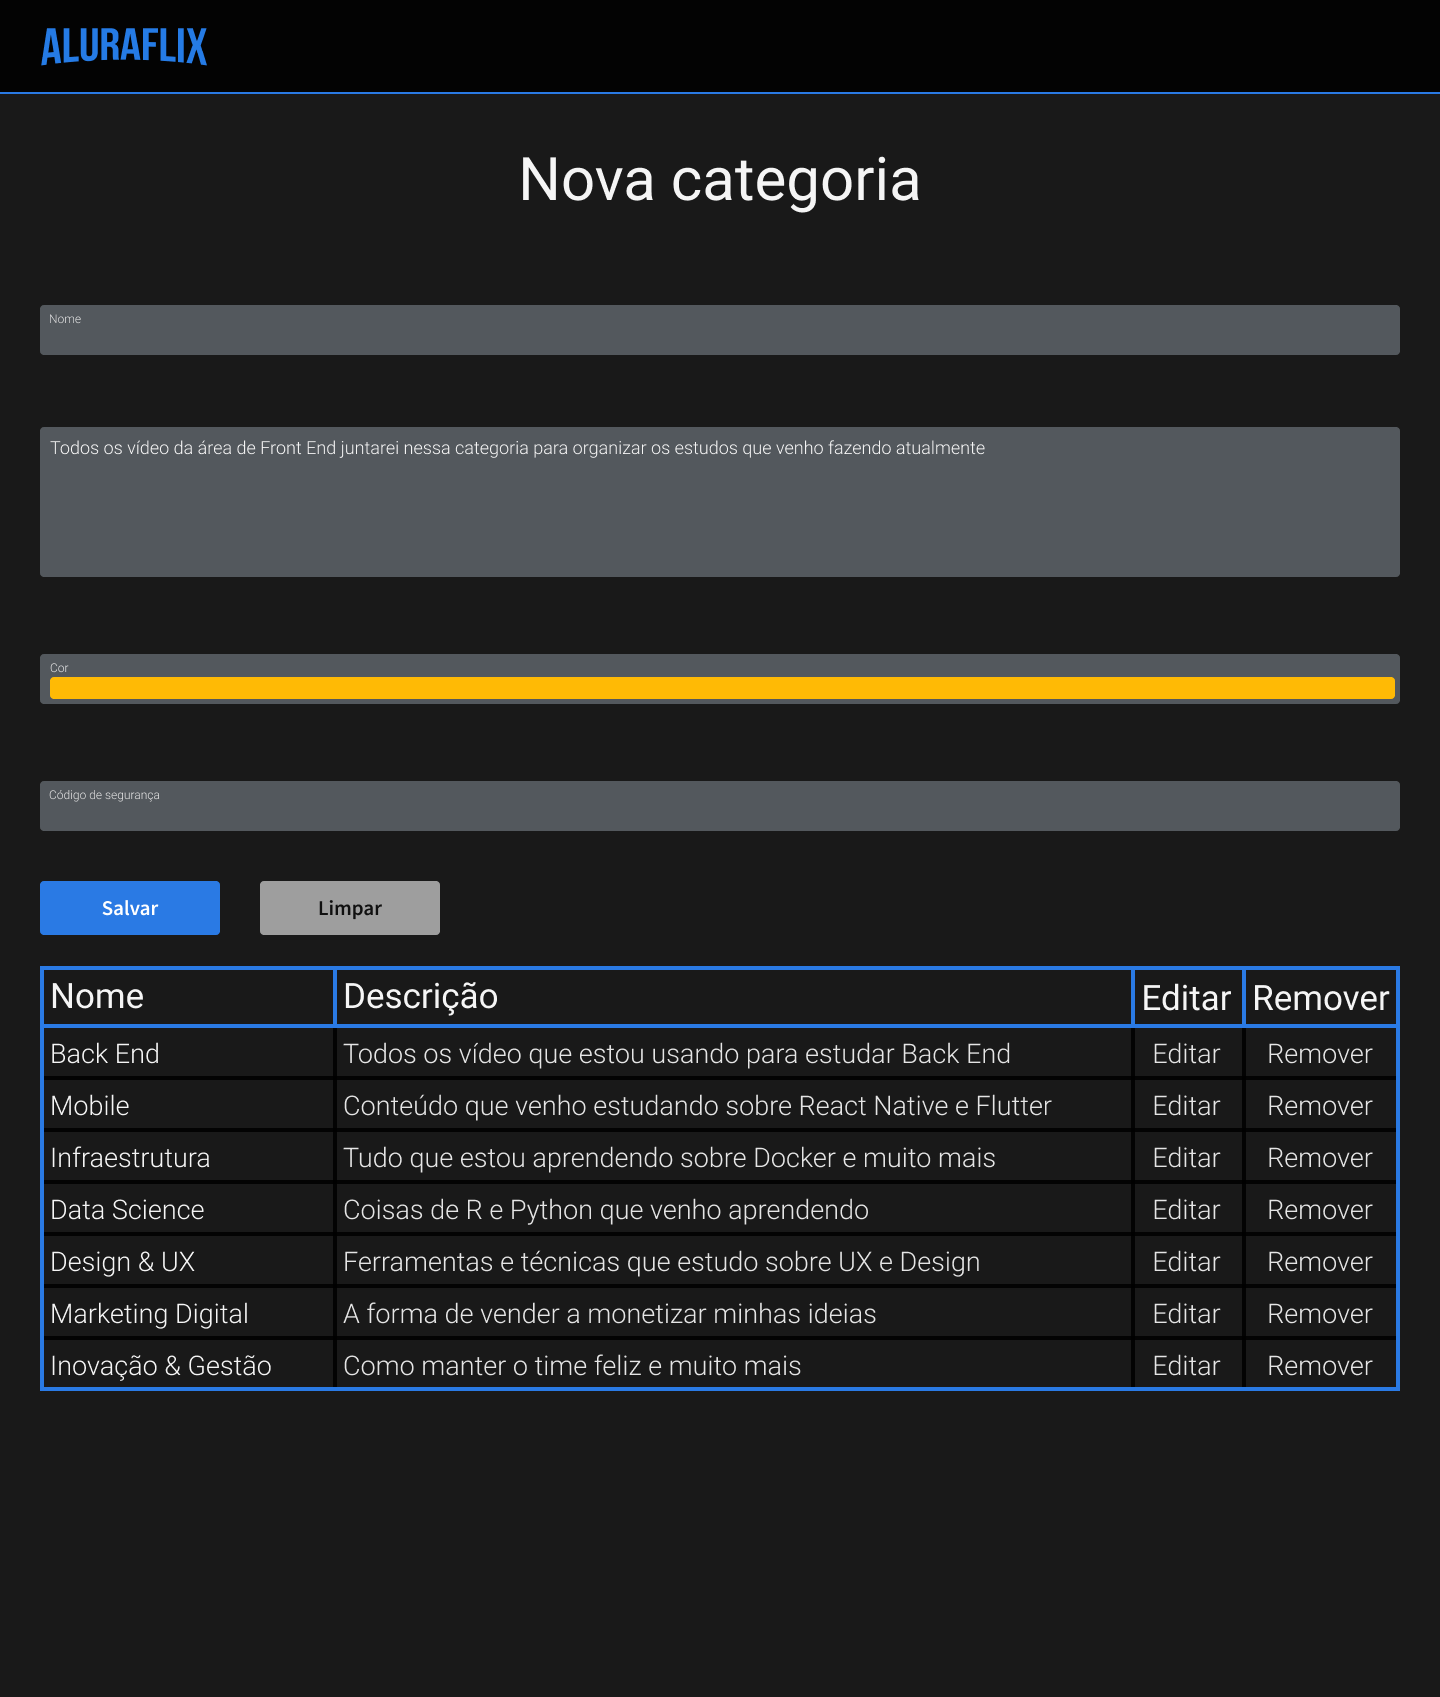 ALURAFLIX
Nova categoria
Nome
Todos os vídeo da área de Front End juntarei nessa categoria para organizar os estudos que venho fazendo atualmente
Cor
Código de segurança
Salvar Limpar
Nome Descrição Editar Remover
Back End Todos os vídeo que estou usando para estudar Back End Editar Remover
Mobile Conteúdo que venho estudando sobre React Native e Flutter Editar Remover
Infraestrutura Tudo que estou aprendendo sobre Docker e muito mais Editar Remover
Data Science Coisas de R e Python que venho aprendendo Editar Remover
Design & UX Ferramentas e técnicas que estudo sobre UX e Design Editar Remover
Marketing Digital A forma de vender a monetizar minhas ideias Editar Remover
Inovação & Gestão Como manter o time feliz e muito mais Editar Remover